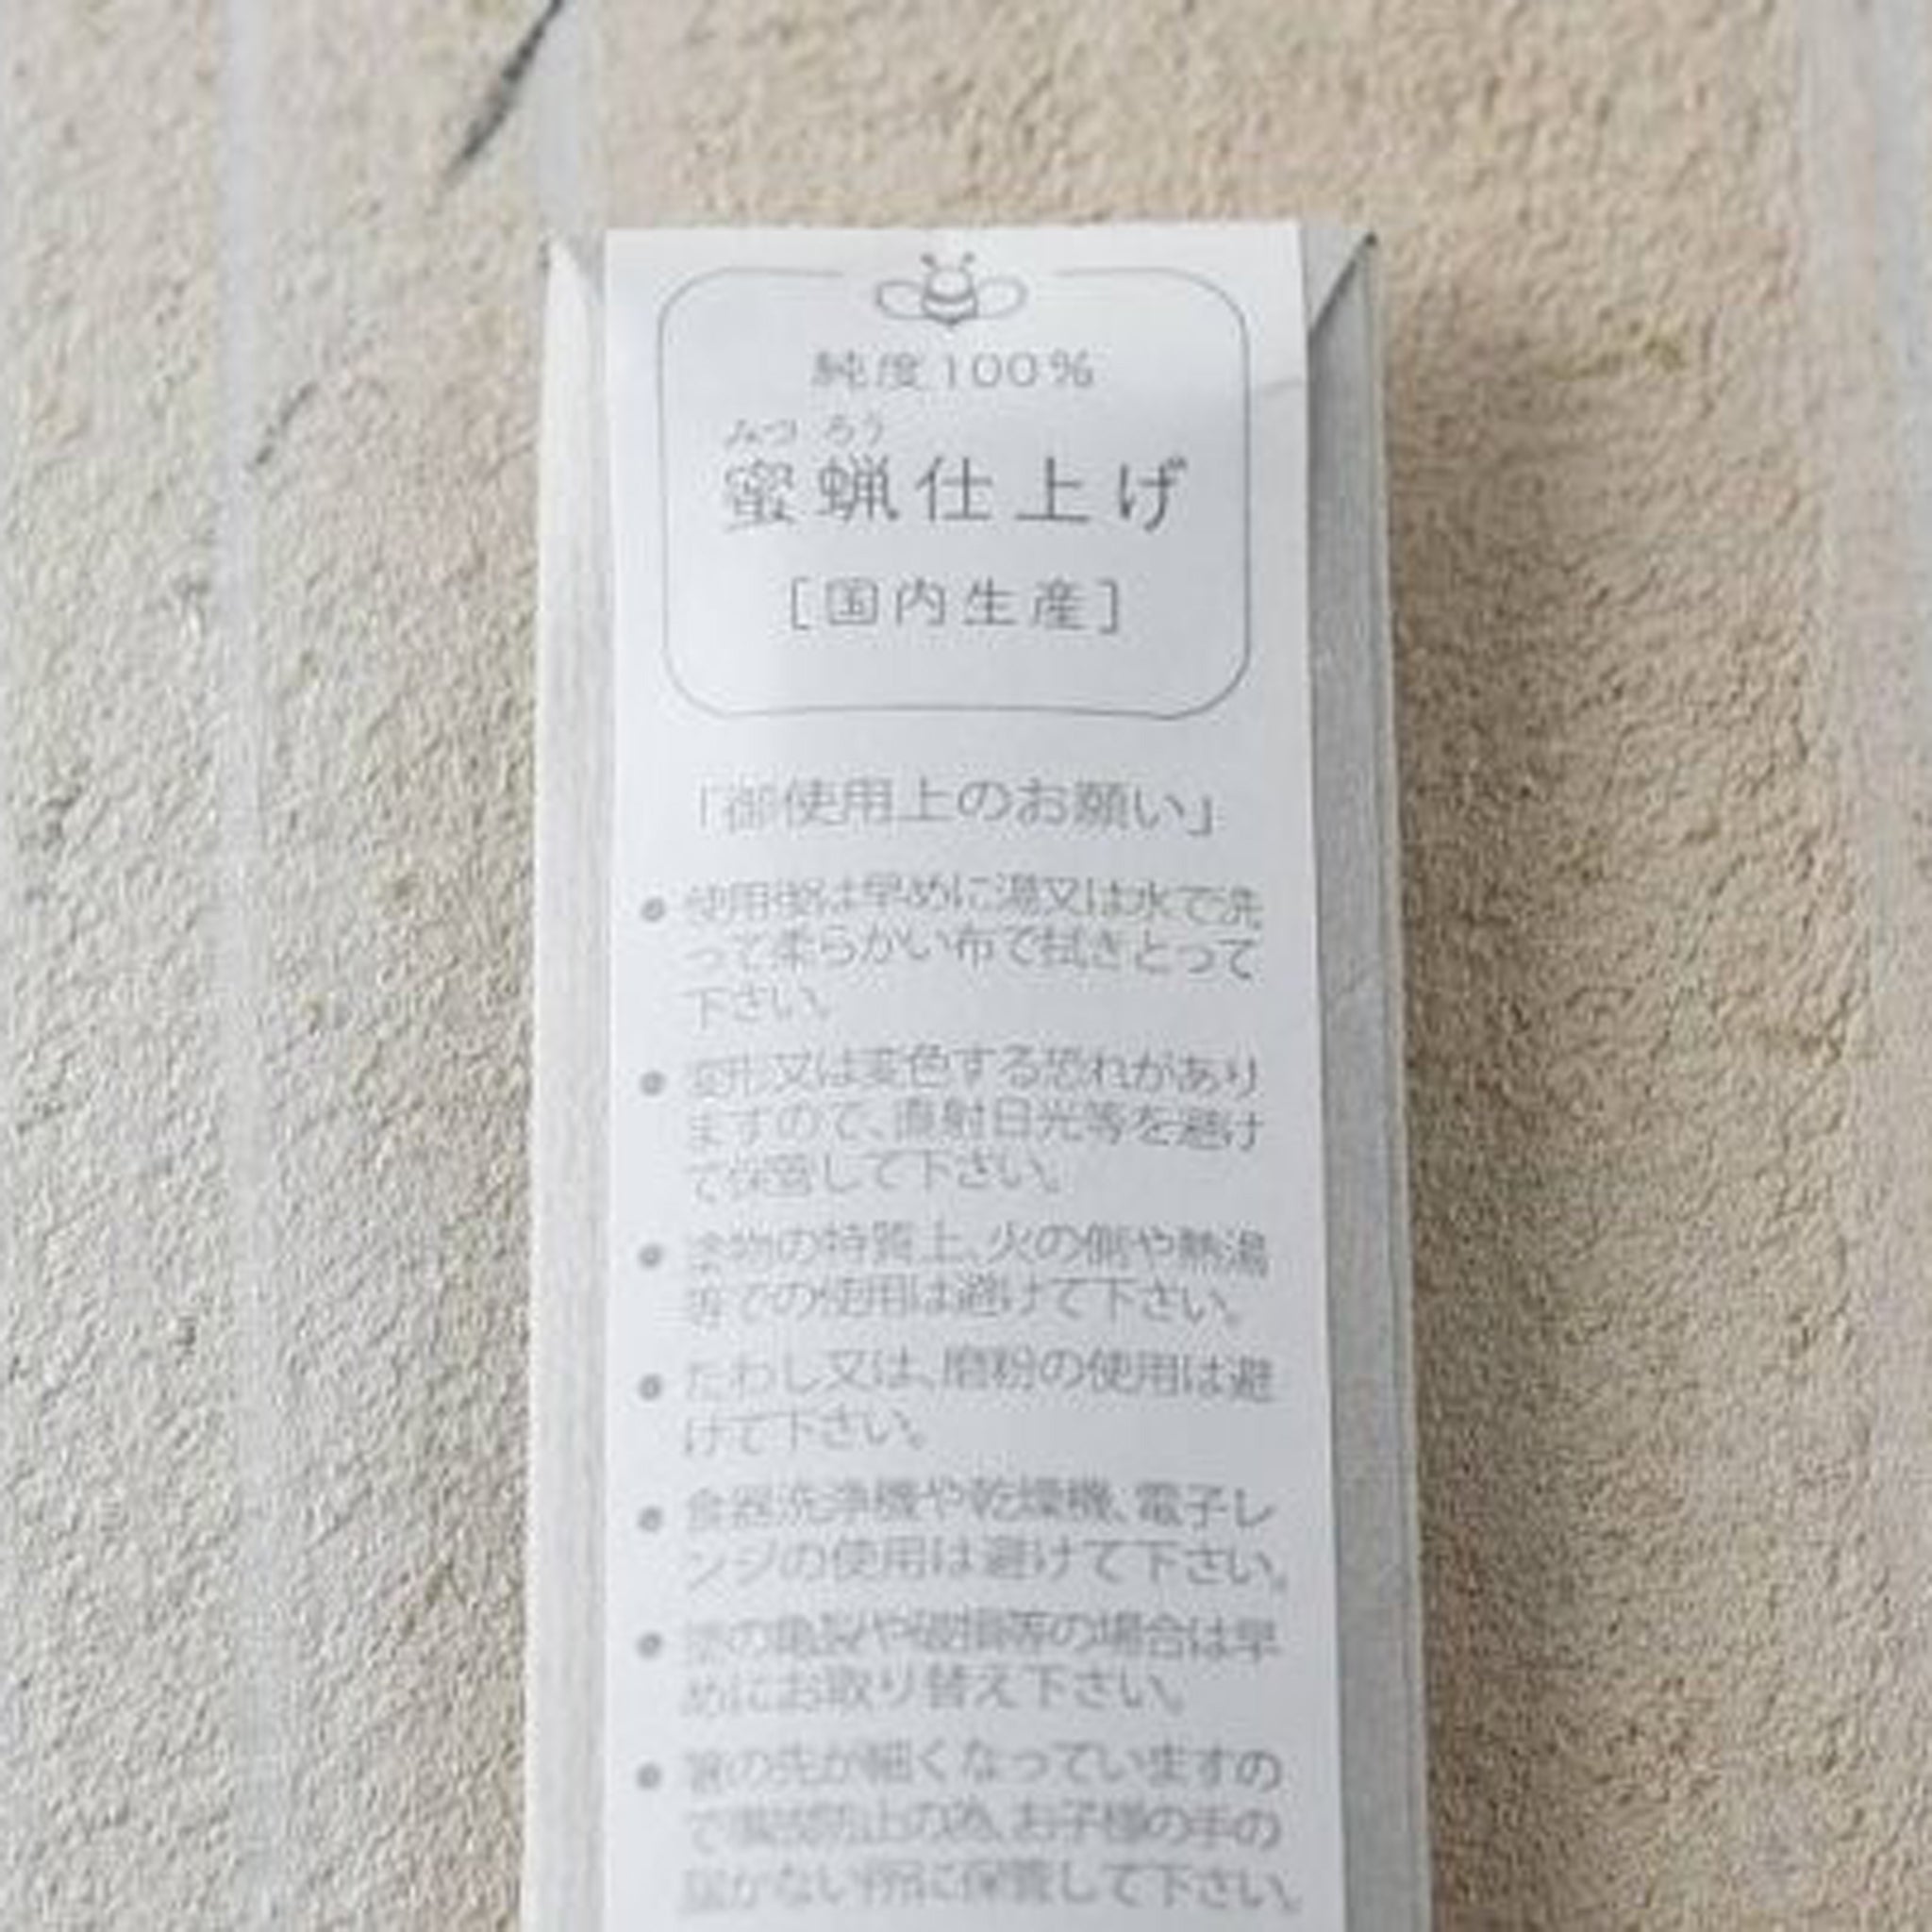 純度100%
みつ ろう
蜜蝋仕上げ
[国内生産]
「御使用上のお願い」
● 使用後は早めに湯又は水で洗
って柔らかい布で拭きとって
下さい。
● 変形又は変色する恐れがあり
ますので、直射日光等を避け
て保管して下さい。
● 塗物の特質上、火の側や熱湯
等での使用は避けて下さい。
● たわし又は、磨粉の使用は避
けて下さい。
● 食器洗浄機や乾燥機、電子レ
ンジの使用は避けて下さい。
● 漆の亀裂や破損等の場合は早
めにお取り替え下さい。
● 箸の先が細くなっていますの
で 防止の為、お子様の手の
届かない所に保管して下さい。